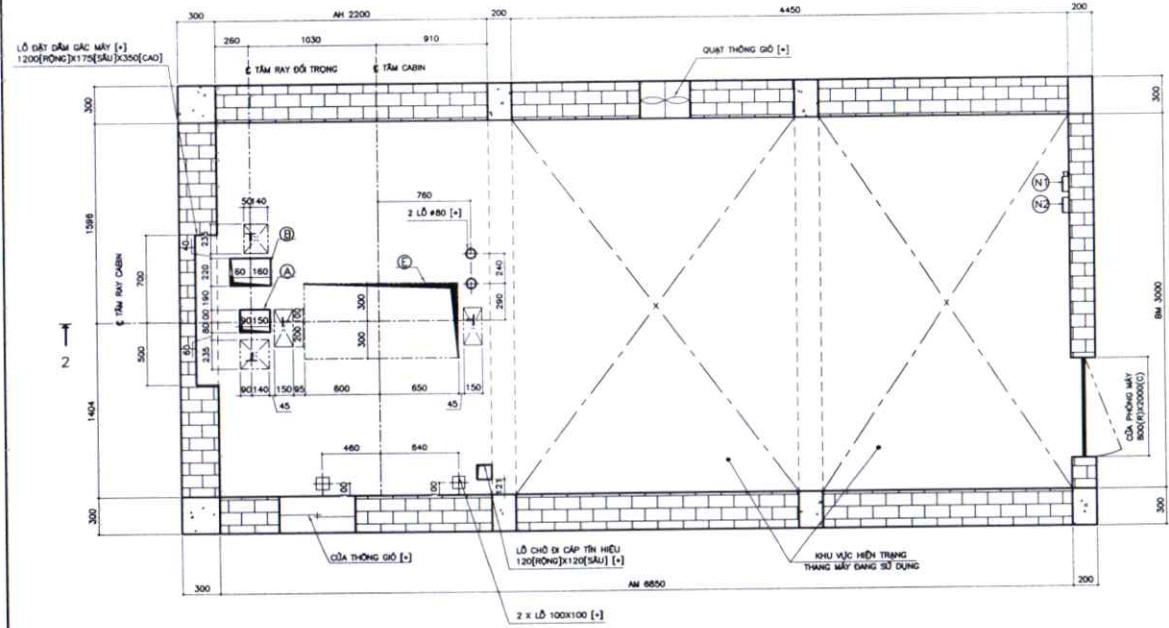 300
AH 2200
200
4450
200
260
1030
910
LỖ ĐẶT DẦM GÁC MÁY [*]
1200[RỘNG]X175[SÂU]X350[CAO]
QUẠT THÔNG GIÓ [*]
℄ TÂM RAY ĐỐI TRỌNG
℄ TÂM CABIN
300
300
1596
℄ TÂM RAY CABIN
700
500
1404
300
2
50
140
235
40
B
220
60
160
A
190
90
150
80
60
235
90
140
150
95
45
200
E
300
300
600
650
45
150
760
2 LỖ ø80 [*]
240
290
N1
N2
BM 3000
CỬA PHÒNG MÁY
800(R)X2000(C)
X
X
460
640
121
CỬA THÔNG GIÓ [*]
LỖ CHỜ ĐI CÁP TÍN HIỆU
120[RỘNG]X120[SÂU] [*]
KHU VỰC HIỆN TRẠNG
THANG MÁY ĐANG SỬ DỤNG
300
300
AM 6850
200
2 X LỖ 100X100 [*]